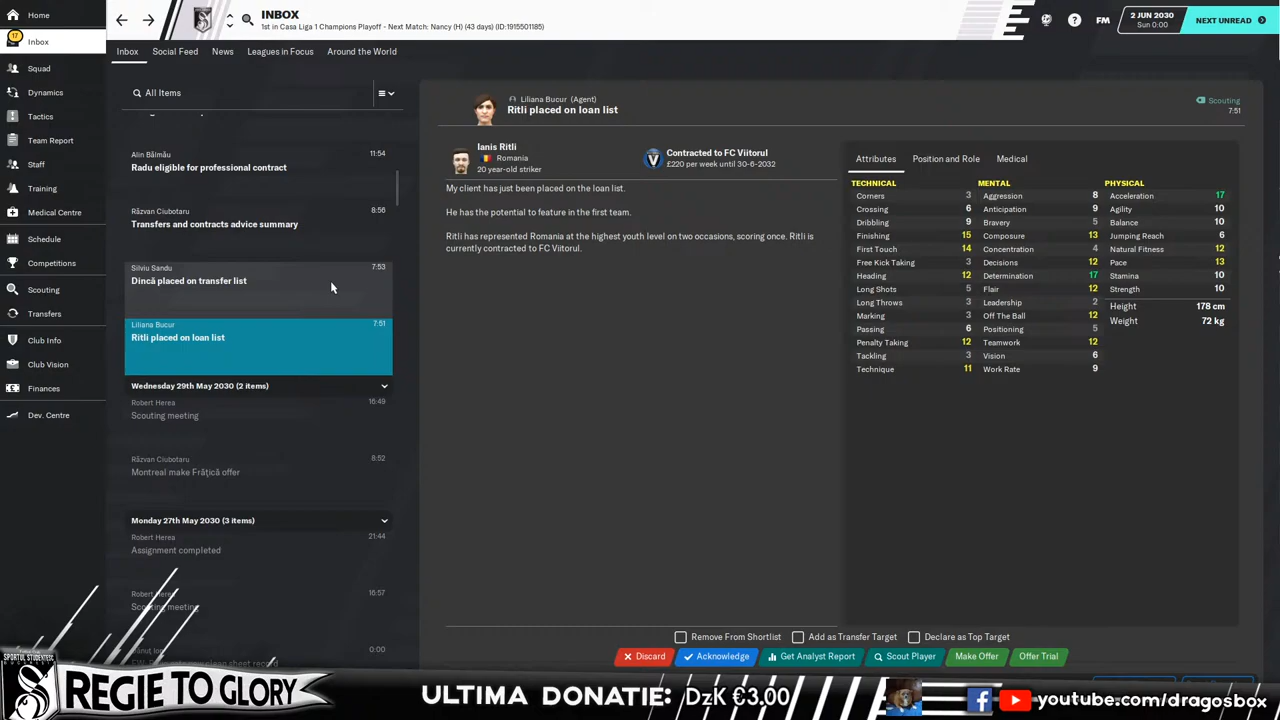 Home
INBOX
1st in Casa Liga 1 Champions Playoff - Next Match: Nancy (H) (43 days) (ID:1915501185)
FM
2 JUN 2030
Sun 0:00
NEXT UNREAD
17
Inbox
Inbox Social Feed News Leagues in Focus Around the World
Squad
Dynamics
Tactics
Team Report
Staff
Training
Medical Centre
Schedule
Competitions
Scouting
Transfers
Club Info
Club Vision
Finances
Dev. Centre
All Items
Alin Bălmău 11:54
Radu eligible for professional contract
Răzvan Ciubotaru 8:56
Transfers and contracts advice summary
Silviu Sandu 7:53
Dincă placed on transfer list
Liliana Bucur 7:51
Ritli placed on loan list
Wednesday 29th May 2030 (2 items)
Robert Herea 16:49
Scouting meeting
Răzvan Ciubotaru 8:52
Montreal make Frăţică offer
Monday 27th May 2030 (3 items)
Robert Herea 21:44
Assignment completed
Robert Herea 16:57
Scouting meeting
0:00
clean sheet record
Liliana Bucur (Agent)
Ritli placed on loan list
Scouting
7:51
Ianis Ritli
Romania
20 year-old striker
Contracted to FC Viitorul
£220 per week until 30-6-2032
My client has just been placed on the loan list.
He has the potential to feature in the first team.
Ritli has represented Romania at the highest youth level on two occasions, scoring once. Ritli is
currently contracted to FC Viitorul.
Attributes Position and Role Medical
TECHNICAL MENTAL PHYSICAL
Corners 3 Aggression 8 Acceleration 17
Crossing 6 Anticipation 9 Agility 10
Dribbling 9 Bravery 5 Balance 10
Finishing 15 Composure 13 Jumping Reach 6
First Touch 14 Concentration 4 Natural Fitness 12
Free Kick Taking 3 Decisions 12 Pace 13
Heading 12 Determination 17 Stamina 10
Long Shots 5 Flair 12 Strength 10
Long Throws 3 Leadership 2 Height 178 cm
Marking 3 Off The Ball 12 Weight 72 kg
Passing 6 Positioning 5
Penalty Taking 12 Teamwork 12
Tackling 3 Vision 6
Technique 11 Work Rate 9
Remove From Shortlist Add as Transfer Target Declare as Top Target
Discard Acknowledge Get Analyst Report Scout Player Make Offer Offer Trial
SPORTUL STUDENTESC
REGIE TO GLORY
ULTIMA DONATIE: DzK €3.00
youtube.com/dragosbox